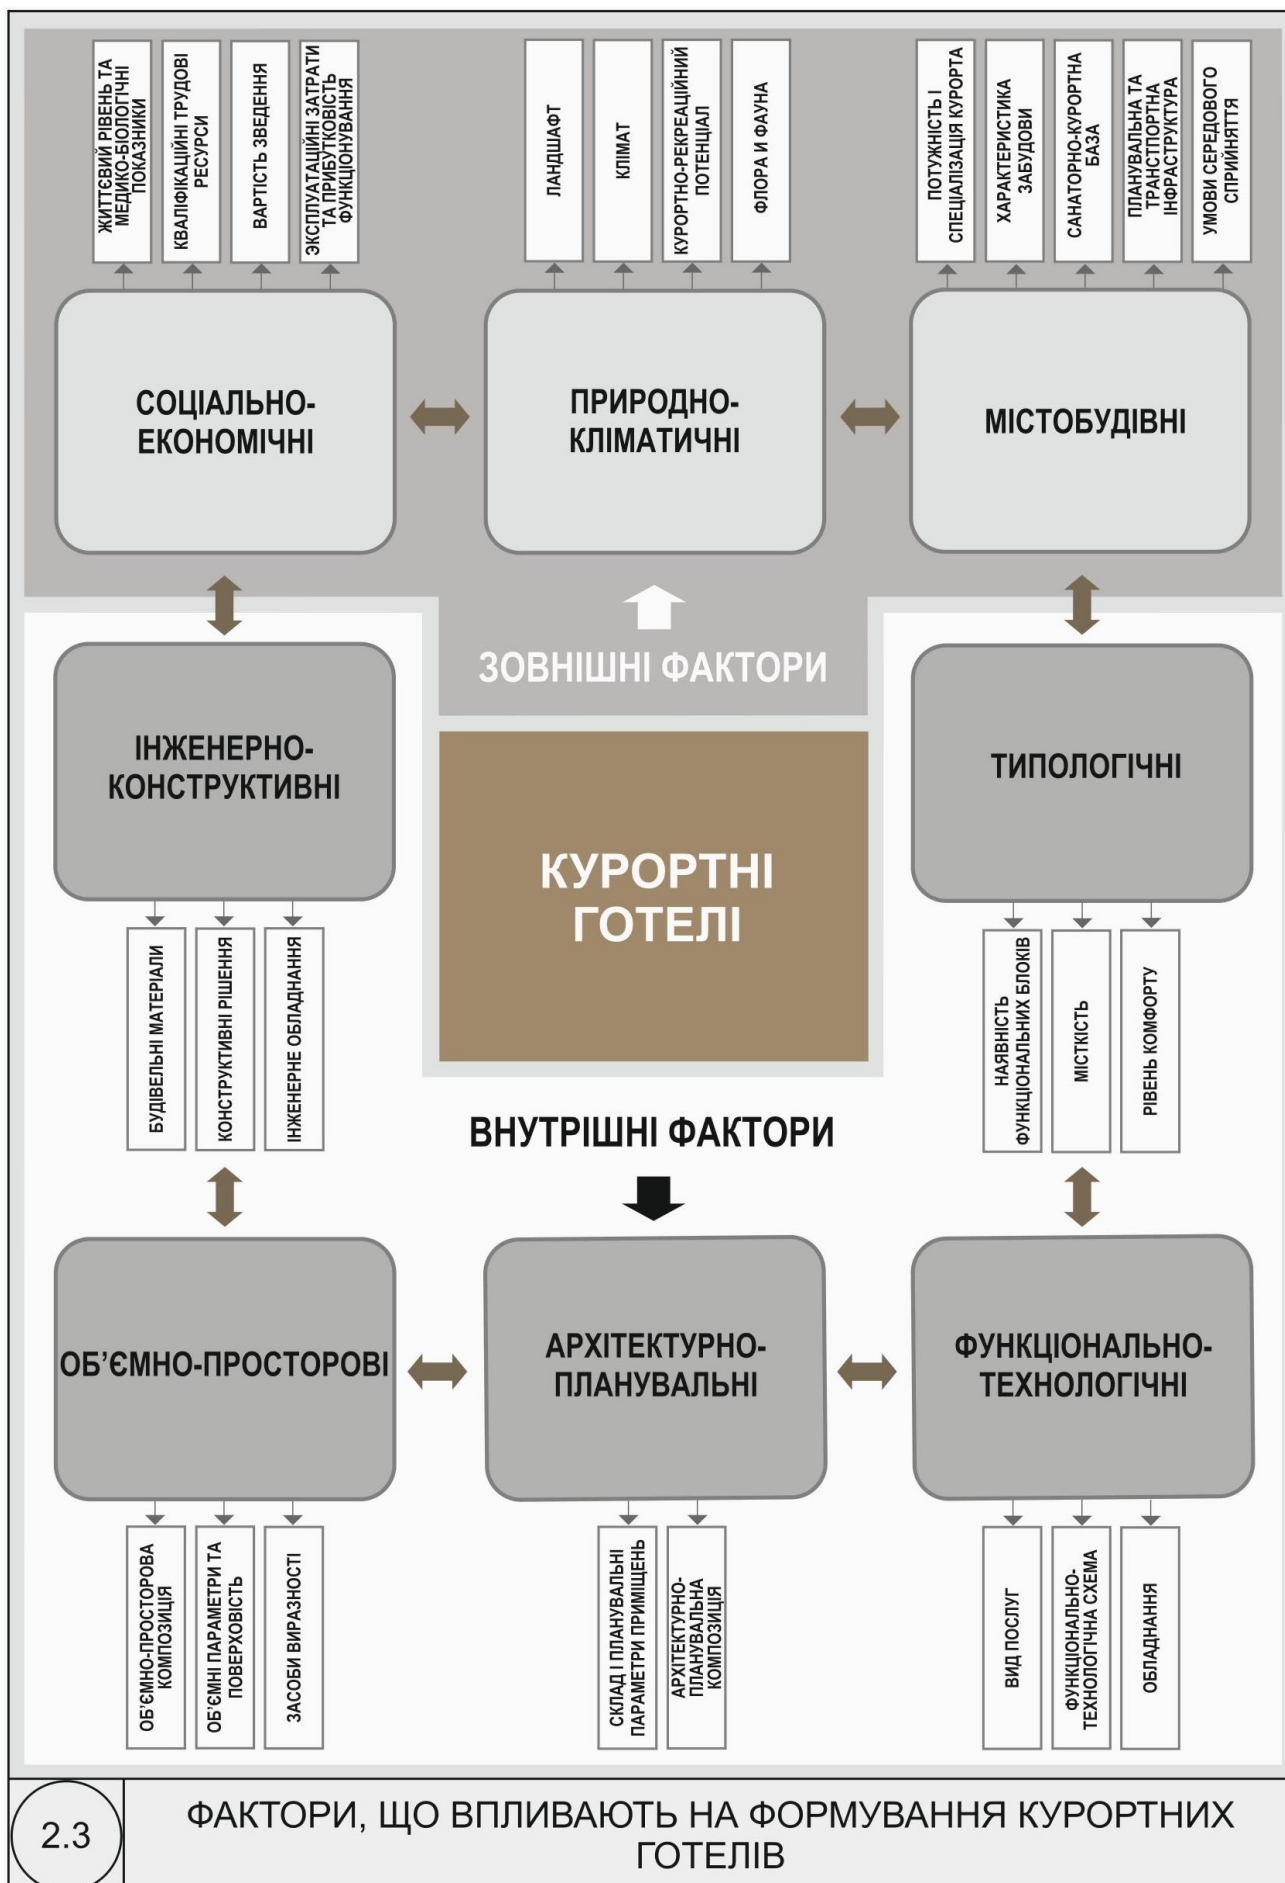 ЖИТТЄВИЙ РІВЕНЬ ТА
МЕДИКО-БІОЛОГІЧНІ
ПОКАЗНИКИ
КВАЛІФІКАЦІЙНІ ТРУДОВІ
РЕСУРСИ
ВАРТІСТЬ ЗВЕДЕННЯ
ЭКСПЛУАТАЦІЙНІ ЗАТРАТИ
ТА ПРИБУТКОВІСТЬ
ФУНКЦІОНУВАННЯ
ЛАНДШАФТ
КЛІМАТ
КУРОРТНО-РЕКРЕАЦІЙНИЙ
ПОТЕНЦІАЛ
ФЛОРА И ФАУНА
ПОТУЖНІСТЬ І
СПЕЦІАЛІЗАЦІЯ КУРОРТА
ХАРАКТЕРИСТИКА
ЗАБУДОВИ
САНАТОРНО-КУРОРТНА
БАЗА
ПЛАНУВАЛЬНА ТА
ТРАНСТПОРТНА
ІНФРАСТРУКТУРА
УМОВИ СЕРЕДОВОГО
СПРИЙНЯТТЯ
СОЦІАЛЬНО-
ЕКОНОМІЧНІ
ПРИРОДНО-
КЛІМАТИЧНІ
МІСТОБУДІВНІ
ЗОВНІШНІ ФАКТОРИ
ІНЖЕНЕРНО-
КОНСТРУКТИВНІ
КУРОРТНІ
ГОТЕЛІ
ТИПОЛОГІЧНІ
БУДІВЕЛЬНІ МАТЕРІАЛИ
КОНСТРУКТИВНІ РІШЕННЯ
ІНЖЕНЕРНЕ ОБЛАДНАННЯ
НАЯВНІСТЬ
ФУНКЦІОНАЛЬНИХ БЛОКІВ
МІСТКІСТЬ
РІВЕНЬ КОМФОРТУ
ВНУТРІШНІ ФАКТОРИ
ОБ’ЄМНО-ПРОСТОРОВІ
АРХІТЕКТУРНО-
ПЛАНУВАЛЬНІ
ФУНКЦІОНАЛЬНО-
ТЕХНОЛОГІЧНІ
ОБ’ЄМНО-ПРОСТОРОВА
КОМПОЗИЦІЯ
ОБ’ЄМНІ ПАРАМЕТРИ ТА
ПОВЕРХОВІСТЬ
ЗАСОБИ ВИРАЗНОСТІ
СКЛАД І ПЛАНУВАЛЬНІ
ПАРАМЕТРИ ПРИМІЩЕНЬ
АРХІТЕКТУРНО-
ПЛАНУВАЛЬНА
КОМПОЗИЦІЯ
ВИД ПОСЛУГ
ФУНКЦІОНАЛЬНО-
ТЕХНОЛОГІЧНА СХЕМА
ОБЛАДНАННЯ
2.3
ФАКТОРИ, ЩО ВПЛИВАЮТЬ НА ФОРМУВАННЯ КУРОРТНИХ
ГОТЕЛІВ